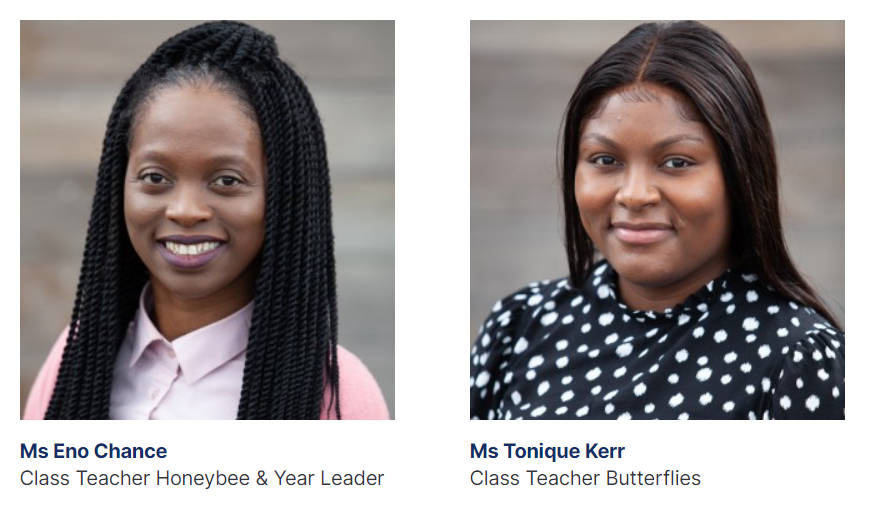 Ms Eno Chance
Class Teacher Honeybee & Year Leader
Ms Tonique Kerr
Class Teacher Butterflies